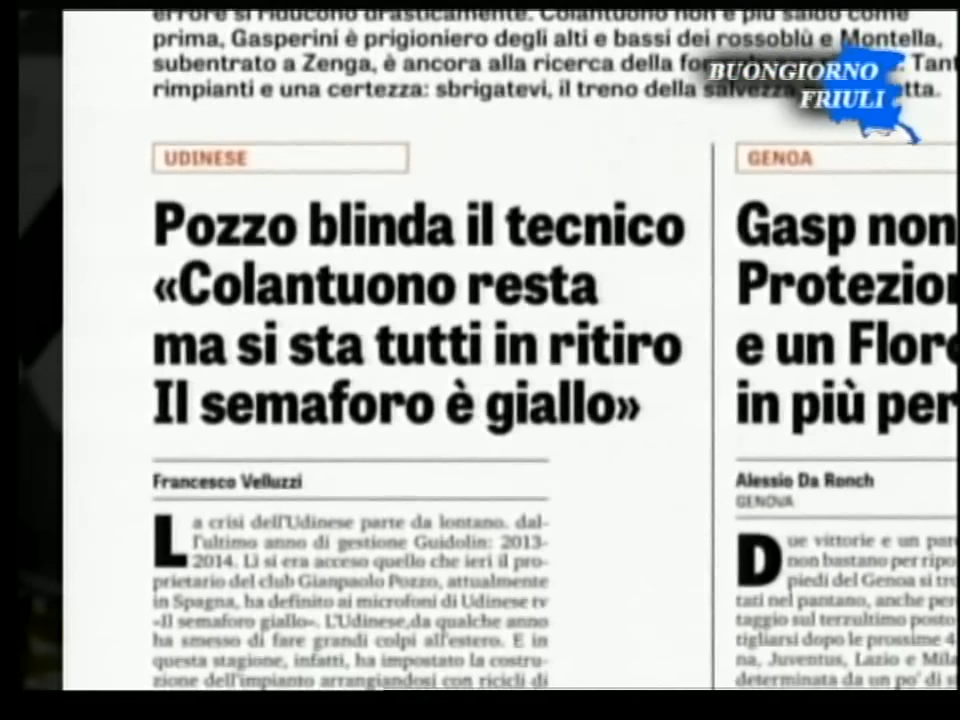 errore si riducono drasticamente. Colantuono non è più saldo come
prima, Gasperini è prigioniero degli alti e bassi dei rossoblù e Montella,
subentrato a Zenga, è ancora alla ricerca della Tant
rimpianti e una certezza: sbrigatevi, il treno della salvezza
BUONGIORNO
FRIULI
UDINESE
Pozzo blinda il tecnico
«Colantuono resta
ma si sta tutti in ritiro
Il semaforo è giallo»
Francesco Velluzzi
La crisi dell'Udinese parte da lontano, dal-
l'ultimo anno di gestione Guidolin: 2013-
2014. Lì si era acceso quello che ieri il pro-
prietario del club Gianpaolo Pozzo, attualmente
in Spagna, ha definito ai microfoni di Udinese tv
«Il semaforo giallo». L'Udinese,da qualche anno
ha smesso di fare grandi colpi all'estero. E in
questa stagione, infatti, ha impostato la costru-
zione dell'impianto arrangiandosi con ricicli di
GENOA
Gasp non
Protezion
e un Flore
in più per
Alessio Da Ronch
GENOVA
Due vittorie e un par
non bastano per ripo
piedi del Genoa si tro
tati nel pantano, anche per
taggio sul terzultimo posto
tigliarsi dopo le prossime 4
na, Juventus, Lazio e Mila
determinata da un po' di s